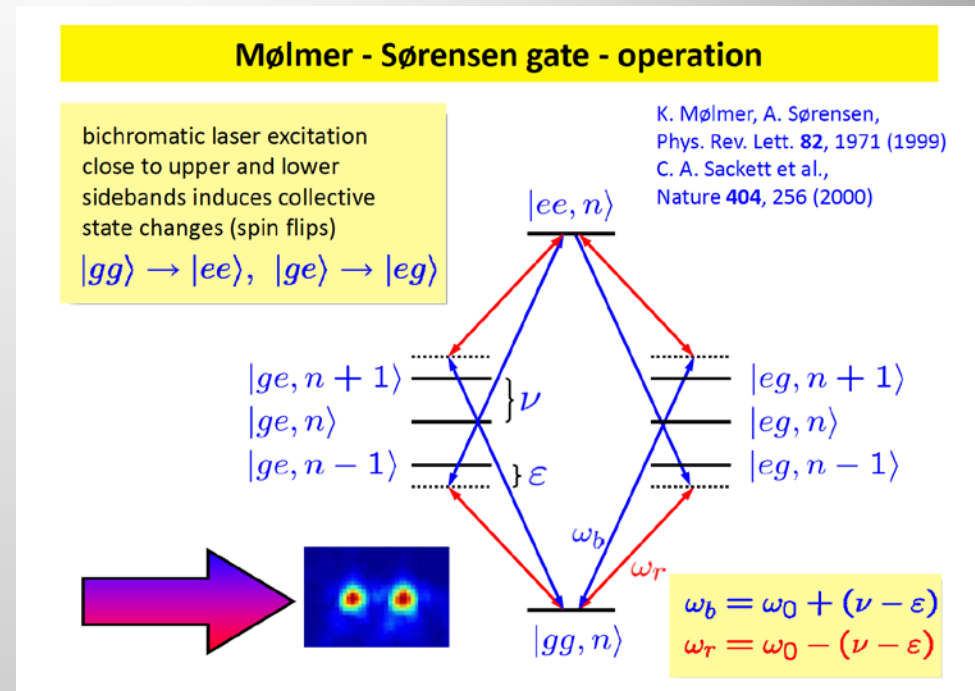 Mølmer - Sørensen gate - operation
bichromatic laser excitation
close to upper and lower
sidebands induces collective
state changes (spin flips)
|gg⟩ → |ee⟩, |ge⟩ → |eg⟩
K. Mølmer, A. Sørensen,
Phys. Rev. Lett. 82, 1971 (1999)
C. A. Sackett et al.,
Nature 404, 256 (2000)
|ee, n⟩
|ge, n + 1⟩
|ge, n⟩
|ge, n − 1⟩
} ν
} ε
|eg, n + 1⟩
|eg, n⟩
|eg, n − 1⟩
ω_b
ω_r
|gg, n⟩
ω_b = ω_0 + (ν − ε)
ω_r = ω_0 − (ν − ε)